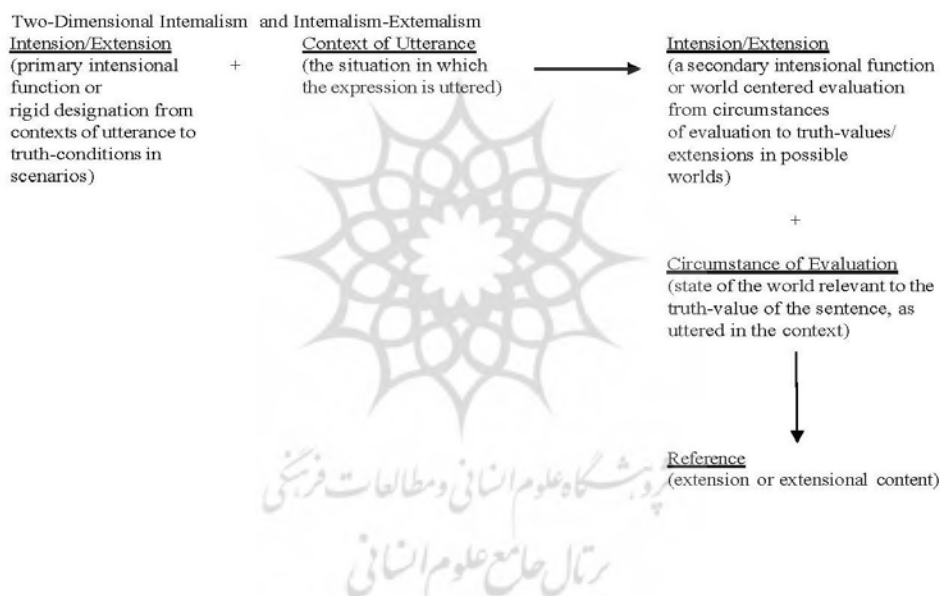 Two-Dimensional Internalism and Internalism-Externalism
Intension/Extension
(primary intensional
function or
rigid designation from
contexts of utterance to
truth-conditions in
scenarios)
+
Context of Utterance
(the situation in which
the expression is uttered)
Intension/Extension
(a secondary intensional
function or world centered evaluation
from circumstances
of evaluation to truth-values/
extensions in possible
worlds)
+
Circumstance of Evaluation
(state of the world relevant to the
truth-value of the sentence, as
uttered in the context)
Reference
(extension or extensional content)
پژوهشگاه علوم انسانی و مطالعات فرهنگی
پرتال جامع علوم انسانی